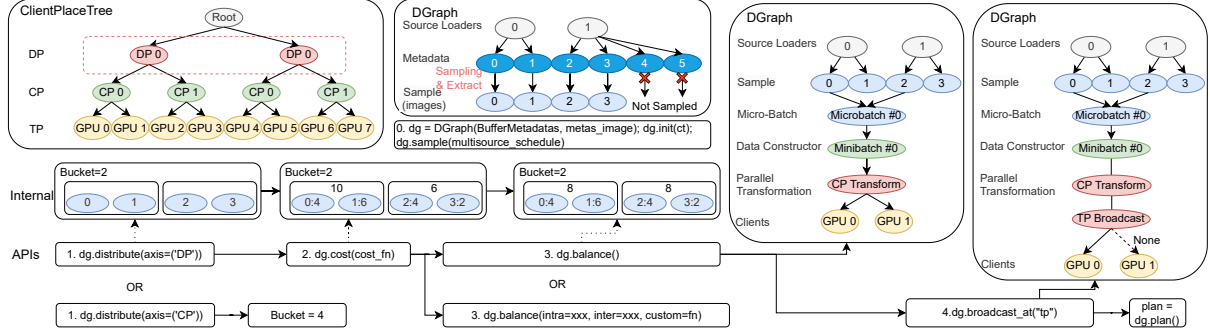 ClientPlaceTree
Root
DP
DP 0
DP 0
CP
CP 0
CP 1
CP 0
CP 1
TP
GPU 0
GPU 1
GPU 2
GPU 3
GPU 4
GPU 5
GPU 6
GPU 7
DGraph
Source Loaders
0
1
Metadata
0
1
2
3
4
5
Sampling
& Extract
Sample
(images)
0
1
2
3
Not Sampled
0. dg = DGraph(BufferMetadatas, metas_image); dg.init(ct);
dg.sample(multisource_schedule)
DGraph
Source Loaders
0
1
Sample
0
1
2
3
Micro-Batch
Microbatch #0
Data Constructor
Minibatch #0
Parallel
Transformation
CP Transform
Clients
GPU 0
GPU 1
DGraph
Source Loaders
0
1
Sample
0
1
2
3
Micro-Batch
Microbatch #0
Data Constructor
Minibatch #0
Parallel
Transformation
CP Transform
TP Broadcast
None
Clients
GPU 0
GPU 1
Internal
Bucket=2
0
1
2
3
Bucket=2
10
6
0:4
1:6
2:4
3:2
Bucket=2
8
8
0:4
1:6
2:4
3:2
APIs
1. dg.distribute(axis=('DP'))
2. dg.cost(cost_fn)
3. dg.balance()
OR
OR
1. dg.distribute(axis=('CP'))
Bucket = 4
3. dg.balance(intra=xxx, inter=xxx, custom=fn)
4.dg.broadcast_at("tp")
plan =
dg.plan()